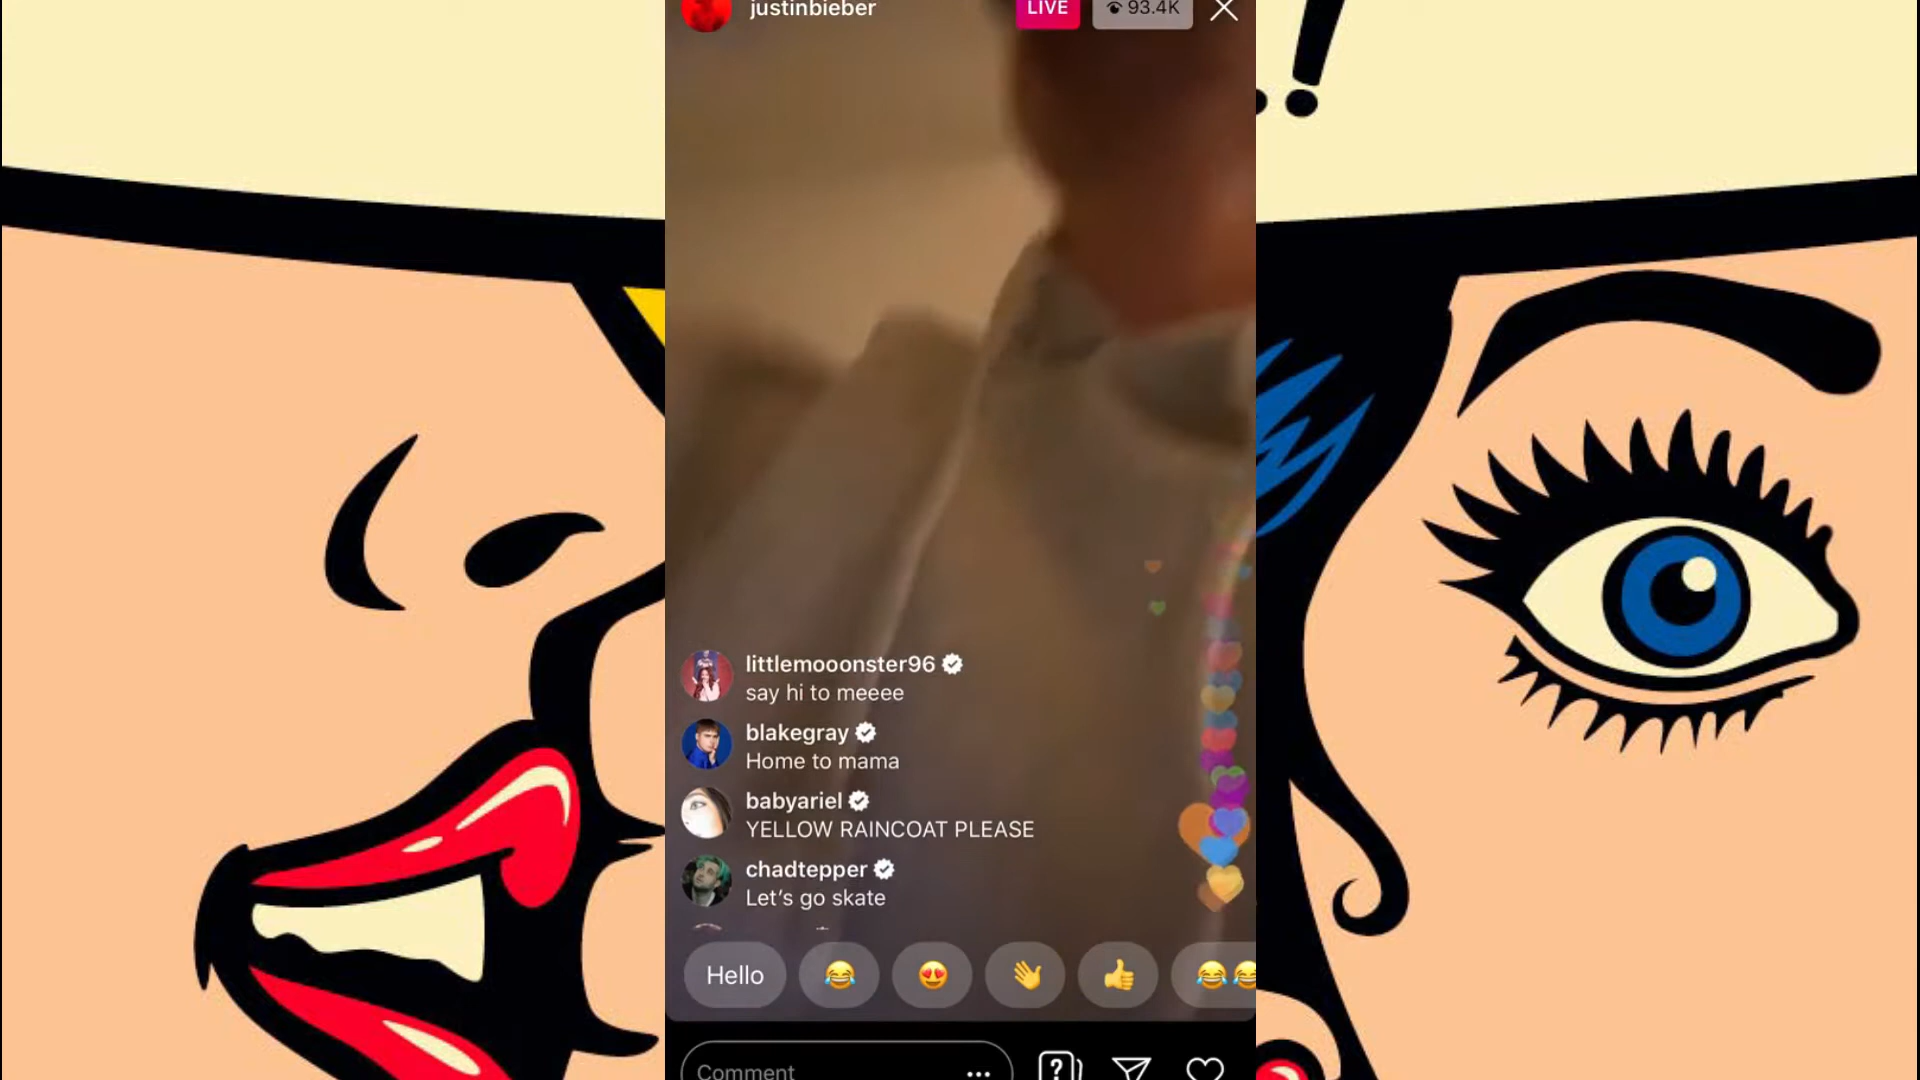 justinbieber
LIVE
93.4K
!
littlemooonster96
say hi to meeee
blakegray
Home to mama
babyariel
YELLOW RAINCOAT PLEASE
chadtepper
Let’s go skate
Hello
Comment